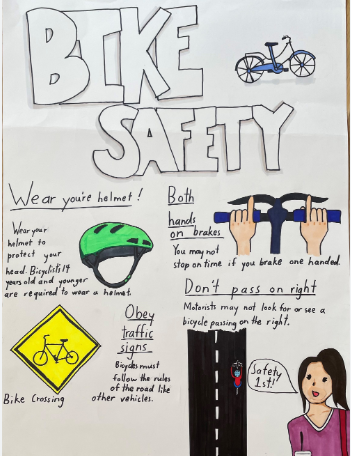 BIKE
SAFETY
Wear you're helmet!
Wear your
helmet to
protect your
head. Bicyclists 14
years old and younger
are required to wear a helmet.
Both
hands
on brakes
You may not
stop on time if you brake one handed.
Don't pass on right
Motorists may not look for or see a
bicycle passing on the right.
Obey
traffic
signs
Bicycles must
follow the rules
of the road like
other vehicles.
Bike Crossing
Safety
1st!